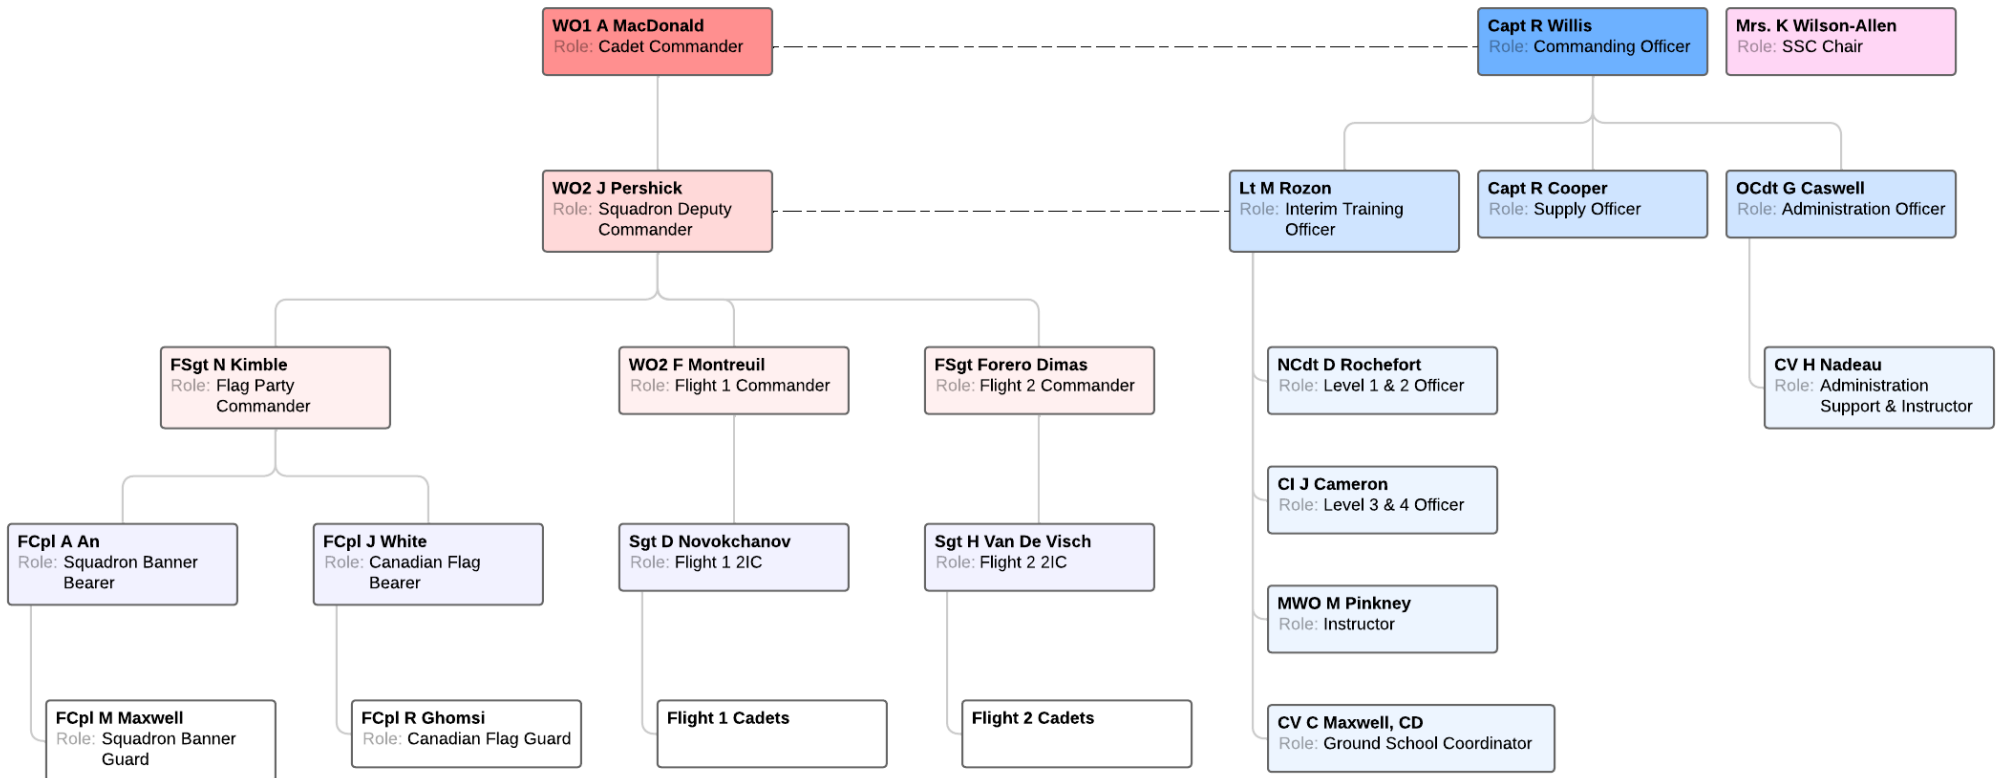 WO1 A MacDonald
Role: Cadet Commander
Capt R Willis
Role: Commanding Officer
Mrs. K Wilson-Allen
Role: SSC Chair
WO2 J Pershick
Role: Squadron Deputy
Commander
Lt M Rozon
Role: Interim Training
Officer
Capt R Cooper
Role: Supply Officer
OCdt G Caswell
Role: Administration Officer
FSgt N Kimble
Role: Flag Party
Commander
WO2 F Montreuil
Role: Flight 1 Commander
FSgt Forero Dimas
Role: Flight 2 Commander
NCdt D Rochefort
Role: Level 1 & 2 Officer
CV H Nadeau
Role: Administration
Support & Instructor
CI J Cameron
Role: Level 3 & 4 Officer
FCpl A An
Role: Squadron Banner
Bearer
FCpl J White
Role: Canadian Flag
Bearer
Sgt D Novokchanov
Role: Flight 1 2IC
Sgt H Van De Visch
Role: Flight 2 2IC
MWO M Pinkney
Role: Instructor
FCpl M Maxwell
Role: Squadron Banner
Guard
FCpl R Ghomsi
Role: Canadian Flag Guard
Flight 1 Cadets
Flight 2 Cadets
CV C Maxwell, CD
Role: Ground School Coordinator